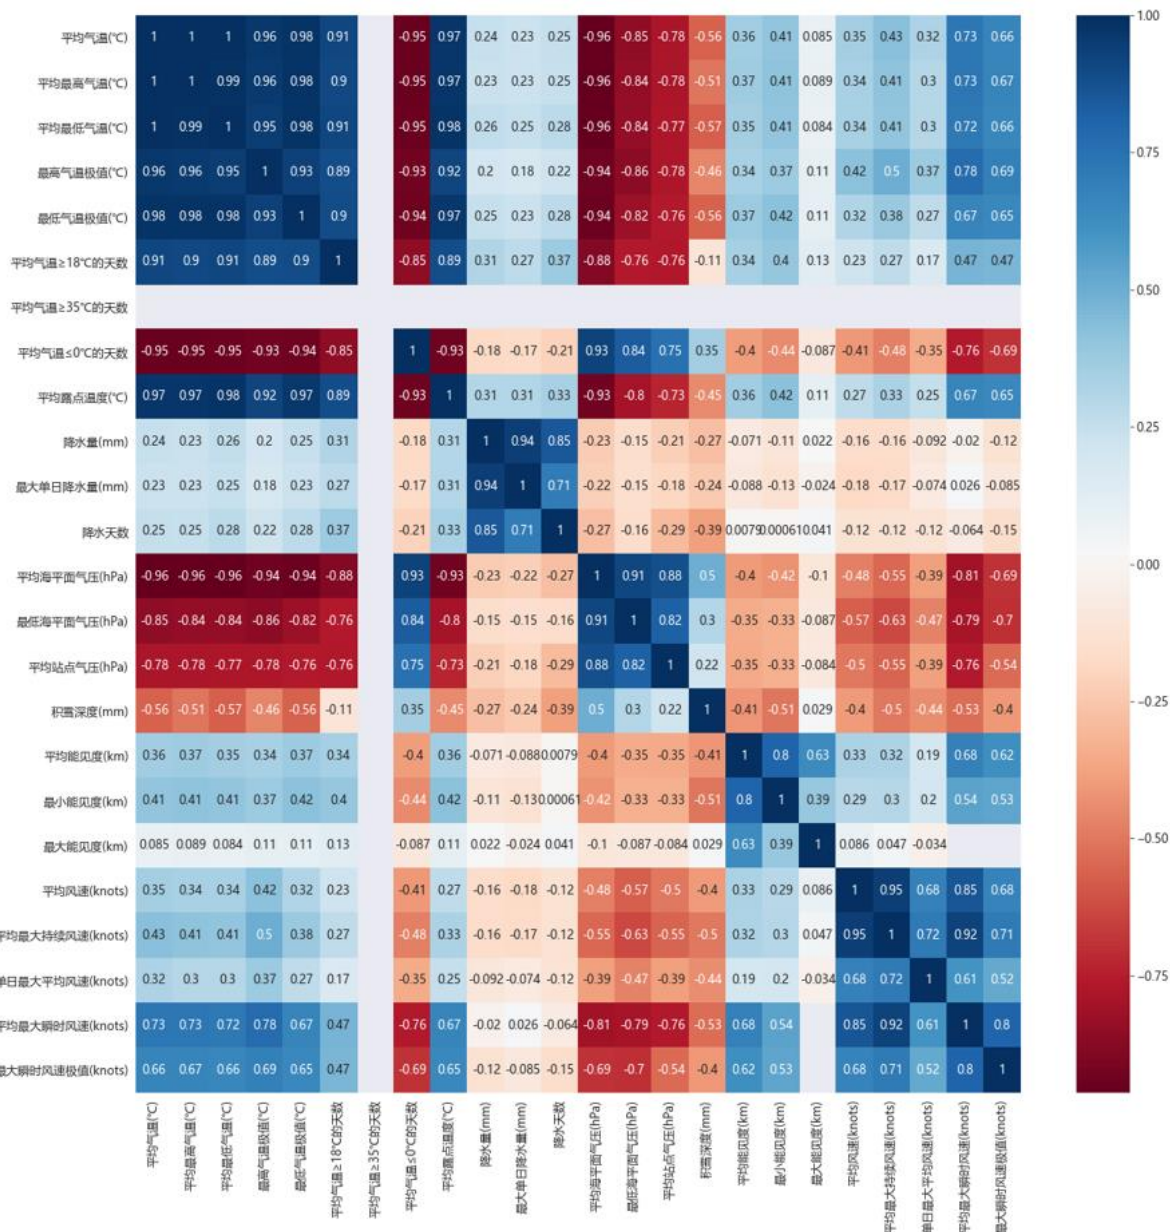 平均气温(℃) 1 1 1 0.96 0.98 0.91 -0.95 0.97 0.24 0.23 0.25 -0.96 -0.85 -0.78 -0.56 0.36 0.41 0.085 0.35 0.43 0.32 0.73 0.66
平均最高气温(℃) 1 1 0.99 0.96 0.98 0.9 -0.95 0.97 0.23 0.23 0.25 -0.96 -0.84 -0.78 -0.51 0.37 0.41 0.089 0.34 0.41 0.3 0.73 0.67
平均最低气温(℃) 1 0.99 1 0.95 0.98 0.91 -0.95 0.98 0.26 0.25 0.28 -0.96 -0.84 -0.77 -0.57 0.35 0.41 0.084 0.34 0.41 0.3 0.72 0.66
最高气温极值(℃) 0.96 0.96 0.95 1 0.93 0.89 -0.93 0.92 0.2 0.18 0.22 -0.94 -0.86 -0.78 -0.46 0.34 0.37 0.11 0.42 0.5 0.37 0.78 0.69
最低气温极值(℃) 0.98 0.98 0.98 0.93 1 0.9 -0.94 0.97 0.25 0.23 0.28 -0.94 -0.82 -0.76 -0.56 0.37 0.42 0.11 0.32 0.38 0.27 0.67 0.65
平均气温≥18℃的天数 0.91 0.9 0.91 0.89 0.9 1 -0.85 0.89 0.31 0.27 0.37 -0.88 -0.76 -0.76 -0.11 0.34 0.4 0.13 0.23 0.27 0.17 0.47 0.47
平均气温≥35℃的天数
平均气温≤0℃的天数 -0.95 -0.95 -0.95 -0.93 -0.94 -0.85 1 -0.93 -0.18 -0.17 -0.21 0.93 0.84 0.75 0.35 -0.4 -0.44 -0.087 -0.41 -0.48 -0.35 -0.76 -0.69
平均露点温度(℃) 0.97 0.97 0.98 0.92 0.97 0.89 -0.93 1 0.31 0.31 0.33 -0.93 -0.8 -0.73 -0.45 0.36 0.42 0.11 0.27 0.33 0.25 0.67 0.65
降水量(mm) 0.24 0.23 0.26 0.2 0.25 0.31 -0.18 0.31 1 0.94 0.85 -0.23 -0.15 -0.21 -0.27 -0.071 -0.11 0.022 -0.16 -0.16 -0.092 -0.02 -0.12
最大单日降水量(mm) 0.23 0.23 0.25 0.18 0.23 0.27 -0.17 0.31 0.94 1 0.71 -0.22 -0.15 -0.18 -0.24 -0.088 -0.13 -0.024 -0.18 -0.17 -0.074 0.026 -0.085
降水天数 0.25 0.25 0.28 0.22 0.28 0.37 -0.21 0.33 0.85 0.71 1 -0.27 -0.16 -0.29 -0.39 0.0079 0.00061 0.041 -0.12 -0.12 -0.12 -0.064 -0.15
平均海平面气压(hPa) -0.96 -0.96 -0.96 -0.94 -0.94 -0.88 0.93 -0.93 -0.23 -0.22 -0.27 1 0.91 0.88 0.5 -0.4 -0.42 -0.1 -0.48 -0.55 -0.39 -0.81 -0.69
最低海平面气压(hPa) -0.85 -0.84 -0.84 -0.86 -0.82 -0.76 0.84 -0.8 -0.15 -0.15 -0.16 0.91 1 0.82 0.3 -0.35 -0.33 -0.087 -0.57 -0.63 -0.47 -0.79 -0.7
平均站点气压(hPa) -0.78 -0.78 -0.77 -0.78 -0.76 -0.76 0.75 -0.73 -0.21 -0.18 -0.29 0.88 0.82 1 0.22 -0.35 -0.33 -0.084 -0.5 -0.55 -0.39 -0.76 -0.54
积雪深度(mm) -0.56 -0.51 -0.57 -0.46 -0.56 -0.11 0.35 -0.45 -0.27 -0.24 -0.39 0.5 0.3 0.22 1 -0.41 -0.51 0.029 -0.4 -0.5 -0.44 -0.53 -0.4
平均能见度(km) 0.36 0.37 0.35 0.34 0.37 0.34 -0.4 0.36 -0.071 -0.088 0.0079 -0.4 -0.35 -0.35 -0.41 1 0.8 0.63 0.33 0.32 0.19 0.68 0.62
最小能见度(km) 0.41 0.41 0.41 0.37 0.42 0.4 -0.44 0.42 -0.11 -0.13 0.00061 -0.42 -0.33 -0.33 -0.51 0.8 1 0.39 0.29 0.3 0.2 0.54 0.53
最大能见度(km) 0.085 0.089 0.084 0.11 0.11 0.13 -0.087 0.11 0.022 -0.024 0.041 -0.1 -0.087 -0.084 0.029 0.63 0.39 1 0.086 0.047 -0.034
平均风速(knots) 0.35 0.34 0.34 0.42 0.32 0.23 -0.41 0.27 -0.16 -0.18 -0.12 -0.48 -0.57 -0.5 -0.4 0.33 0.29 0.086 1 0.95 0.68 0.85 0.68
平均最大持续风速(knots) 0.43 0.41 0.41 0.5 0.38 0.27 -0.48 0.33 -0.16 -0.17 -0.12 -0.55 -0.63 -0.55 -0.5 0.32 0.3 0.047 0.95 1 0.72 0.92 0.71
单日最大平均风速(knots) 0.32 0.3 0.3 0.37 0.27 0.17 -0.35 0.25 -0.092 -0.074 -0.12 -0.39 -0.47 -0.39 -0.44 0.19 0.2 -0.034 0.68 0.72 1 0.61 0.52
平均最大瞬时风速(knots) 0.73 0.73 0.72 0.78 0.67 0.47 -0.76 0.67 -0.02 0.026 -0.064 -0.81 -0.79 -0.76 -0.53 0.68 0.54 0.85 0.92 0.61 1 0.8
最大瞬时风速极值(knots) 0.66 0.67 0.66 0.69 0.65 0.47 -0.69 0.65 -0.12 -0.085 -0.15 -0.69 -0.7 -0.54 -0.4 0.62 0.53 0.68 0.71 0.52 0.8 1
平均气温(℃)
平均最高气温(℃)
平均最低气温(℃)
最高气温极值(℃)
最低气温极值(℃)
平均气温≥18℃的天数
平均气温≥35℃的天数
平均气温≤0℃的天数
平均露点温度(℃)
降水量(mm)
最大单日降水量(mm)
降水天数
平均海平面气压(hPa)
最低海平面气压(hPa)
平均站点气压(hPa)
积雪深度(mm)
平均能见度(km)
最小能见度(km)
最大能见度(km)
平均风速(knots)
平均最大持续风速(knots)
单日最大平均风速(knots)
平均最大瞬时风速(knots)
最大瞬时风速极值(knots)
1.00
0.75
0.50
0.25
0.00
-0.25
-0.50
-0.75